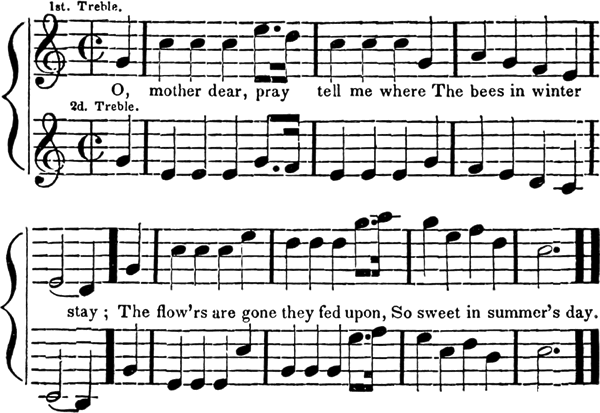 1st. Treble.
O, mother dear, pray tell me where The bees in winter
2d. Treble.
stay; The flow'rs are gone they fed upon, So sweet in summer's day.